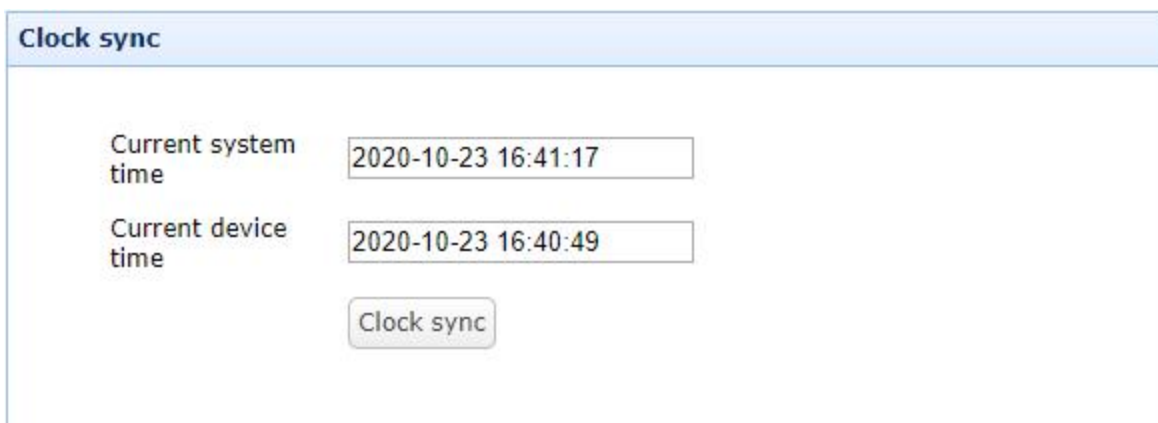 Clock sync
Current system
time
2020-10-23 16:41:17
Current device
time
2020-10-23 16:40:49
Clock sync